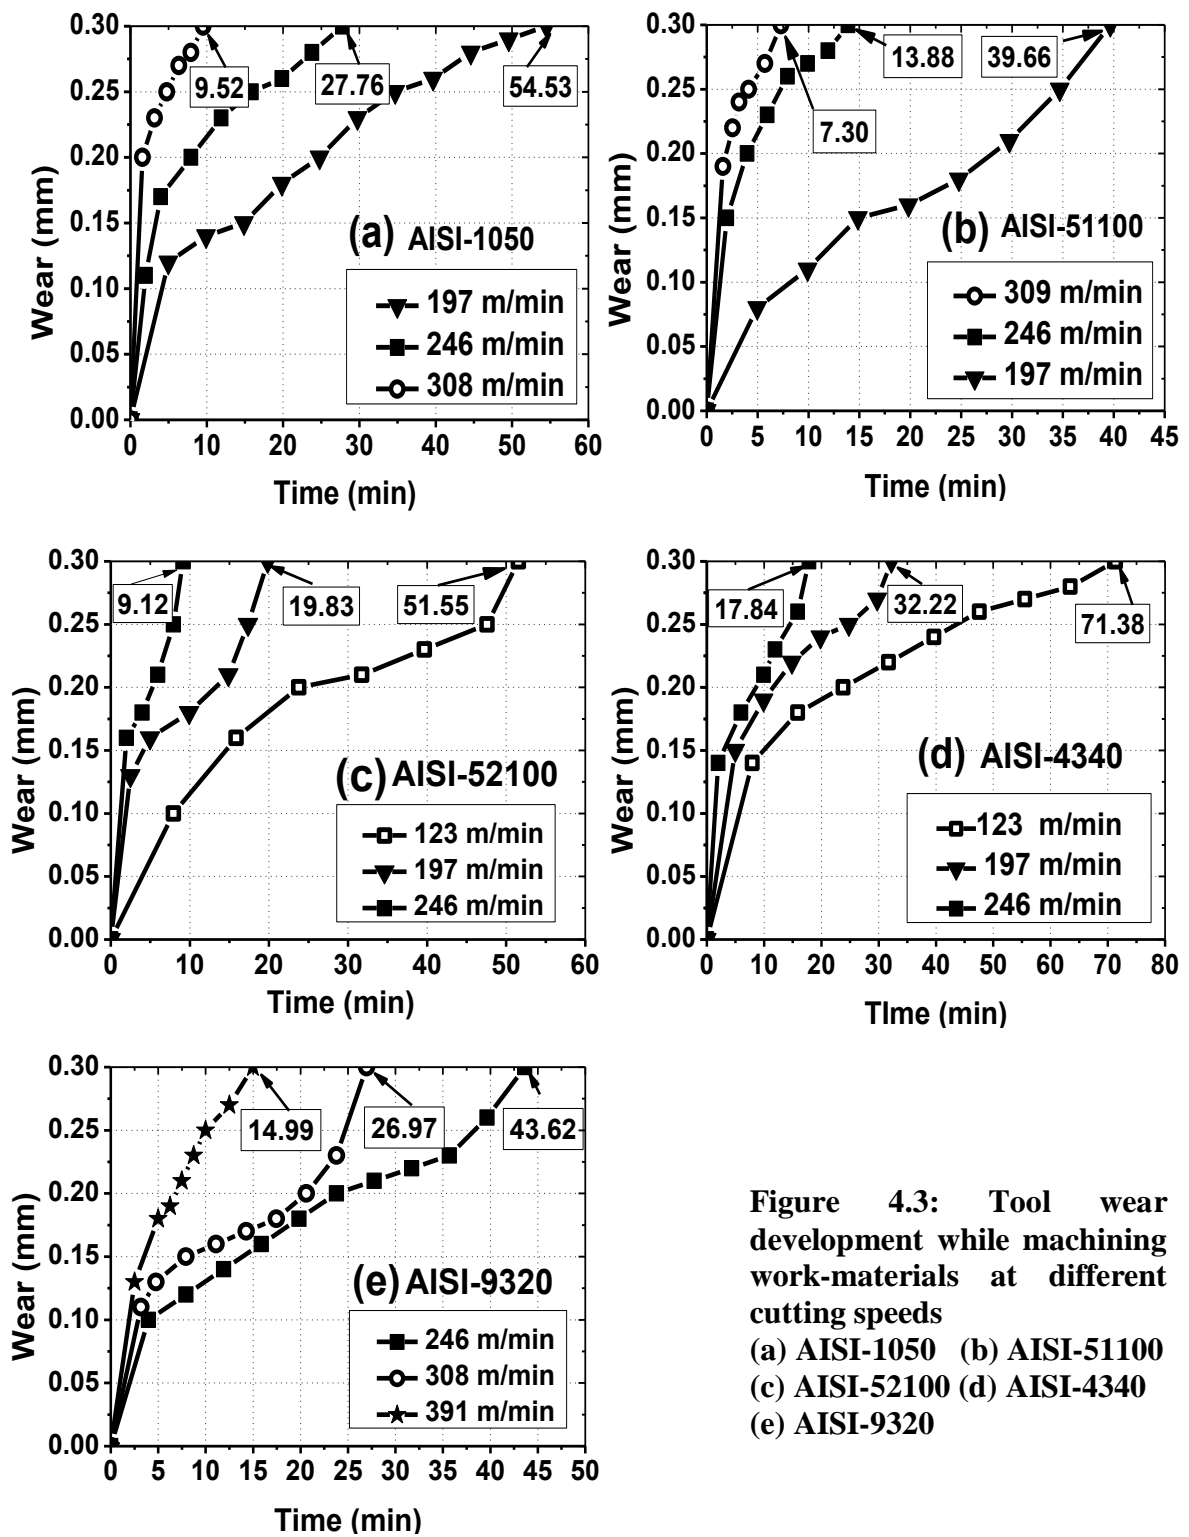 0.30
0.25
0.20
0.15
0.10
0.05
0.00
Wear (mm)
9.52
27.76
54.53
(a) AISI-1050
197 m/min
246 m/min
308 m/min
0 10 20 30 40 50 60
Time (min)
0.30
0.25
0.20
0.15
0.10
0.05
0.00
Wear (mm)
13.88
39.66
7.30
(b) AISI-51100
309 m/min
246 m/min
197 m/min
0 5 10 15 20 25 30 35 40 45
Time (min)
0.30
0.25
0.20
0.15
0.10
0.05
0.00
Wear (mm)
9.12
19.83
51.55
(c) AISI-52100
123 m/min
197 m/min
246 m/min
0 10 20 30 40 50 60
Time (min)
0.30
0.25
0.20
0.15
0.10
0.05
0.00
Wear (mm)
17.84
32.22
71.38
(d) AISI-4340
123 m/min
197 m/min
246 m/min
0 10 20 30 40 50 60 70 80
TIme (min)
0.30
0.25
0.20
0.15
0.10
0.05
0.00
Wear (mm)
14.99
26.97
43.62
(e) AISI-9320
246 m/min
308 m/min
391 m/min
0 5 10 15 20 25 30 35 40 45 50
Time (min)
Figure 4.3: Tool wear
development while machining
work-materials at different
cutting speeds
(a) AISI-1050 (b) AISI-51100
(c) AISI-52100 (d) AISI-4340
(e) AISI-9320